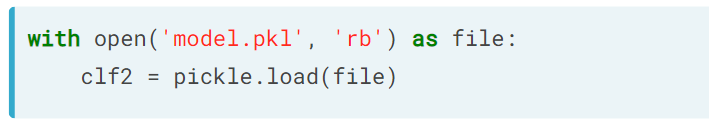 with open('model.pkl', 'rb') as file:
    clf2 = pickle.load(file)